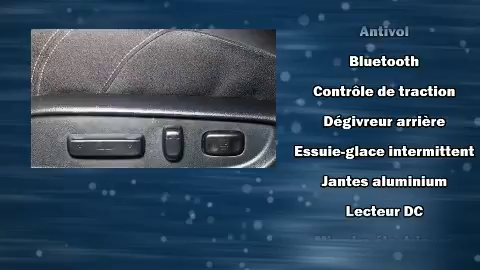 Antivol
Bluetooth
Contrôle de traction
Dégivreur arrière
Essuie-glace intermittent
Jantes aluminium
Lecteur DC